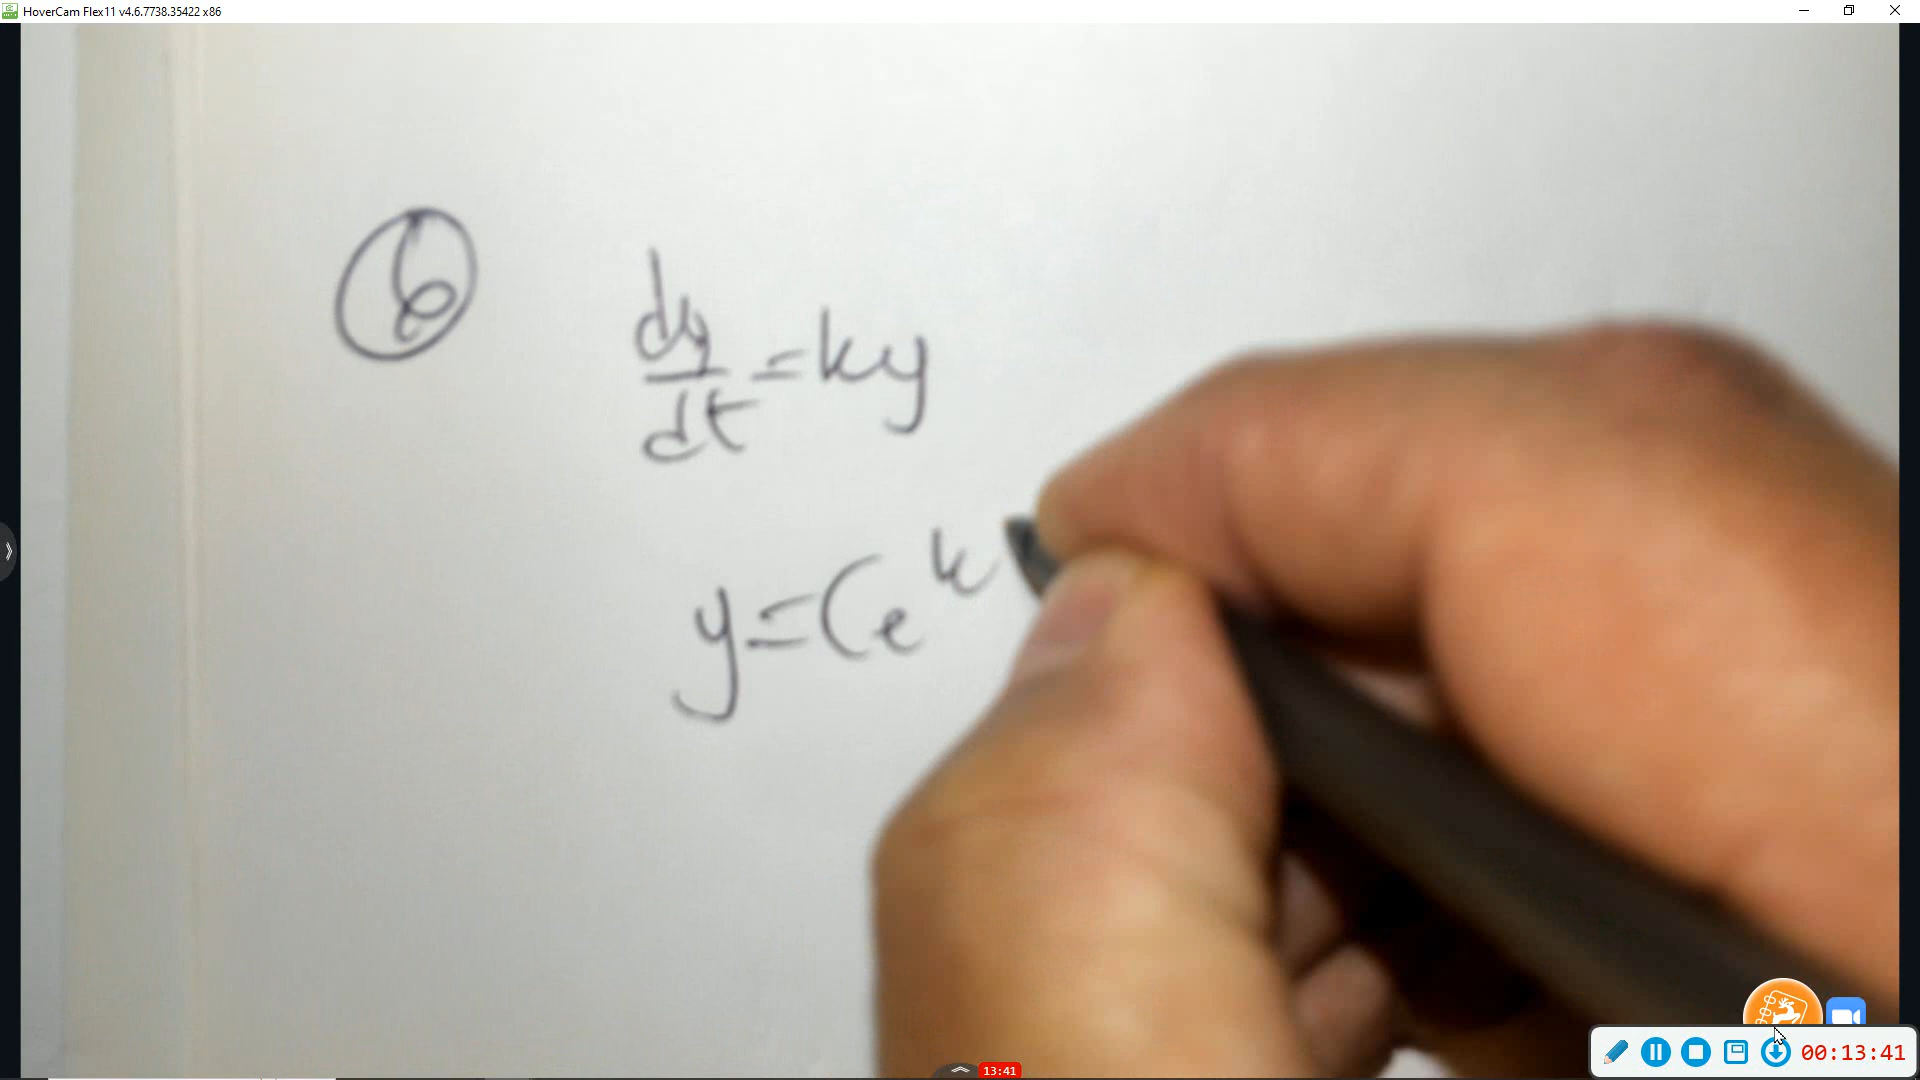 HoverCam Flex11 v4.6.7738.35422 x86
6
dy/dt = ky
y = Ce^k
13:41
00:13:41